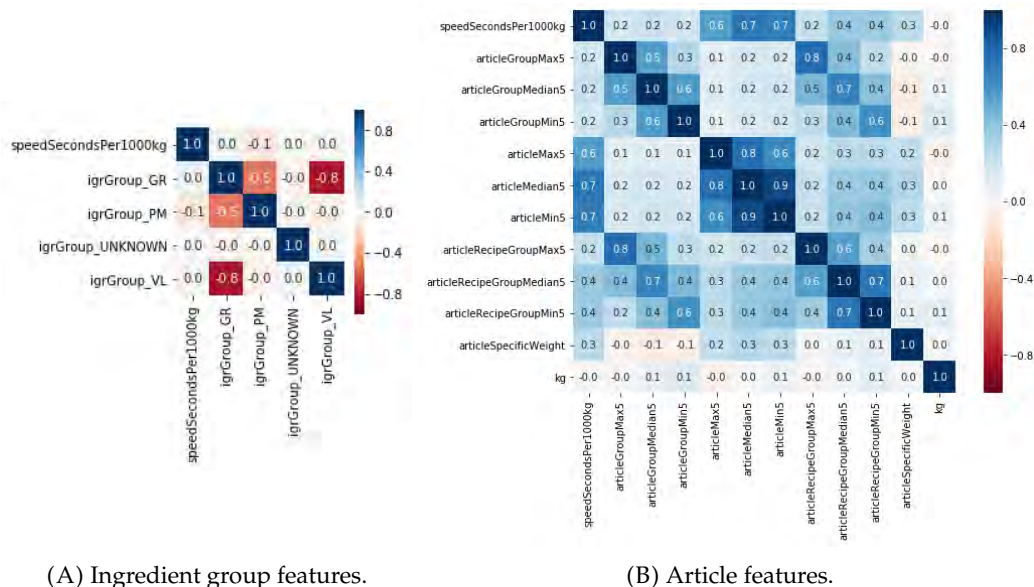 speedSecondsPer1000kg 1.0 0.0 -0.1 0.0 0.0
igrGroup_GR 0.0 1.0 -0.5 -0.0 -0.8
igrGroup_PM -0.1 -0.5 1.0 -0.0 -0.0
igrGroup_UNKNOWN 0.0 -0.0 -0.0 1.0 0.0
igrGroup_VL 0.0 -0.8 -0.0 0.0 1.0
speedSecondsPer1000kg
igrGroup_GR
igrGroup_PM
igrGroup_UNKNOWN
igrGroup_VL
0.8
0.4
0.0
-0.4
-0.8
(A) Ingredient group features.
speedSecondsPer1000kg 1.0 0.2 0.2 0.2 0.6 0.7 0.7 0.2 0.4 0.4 0.3 -0.0
articleGroupMax5 0.2 1.0 0.5 0.3 0.1 0.2 0.2 0.8 0.4 0.2 -0.0 0.0
articleGroupMedian5 0.2 0.5 1.0 0.6 0.1 0.2 0.2 0.5 0.7 0.4 -0.1 0.1
articleGroupMin5 0.2 0.3 0.6 1.0 0.1 0.2 0.2 0.3 0.4 0.6 -0.1 0.1
articleMax5 0.6 0.1 0.1 0.1 1.0 0.8 0.6 0.2 0.3 0.3 0.2 -0.0
articleMedian5 0.7 0.2 0.2 0.2 0.8 1.0 0.9 0.2 0.4 0.4 0.3 0.0
articleMin5 0.7 0.2 0.2 0.2 0.6 0.9 1.0 0.2 0.4 0.4 0.3 0.1
articleRecipeGroupMax5 0.2 0.8 0.5 0.3 0.2 0.2 0.2 1.0 0.6 0.4 0.0 -0.0
articleRecipeGroupMedian5 0.4 0.4 0.7 0.4 0.3 0.4 0.4 0.6 1.0 0.7 0.1 0.0
articleRecipeGroupMin5 0.4 0.2 0.4 0.6 0.3 0.4 0.4 0.4 0.7 1.0 0.1 0.1
articleSpecificWeight 0.3 -0.0 -0.1 -0.1 0.2 0.3 0.3 0.0 0.1 0.1 1.0 0.0
kg -0.0 0.0 0.1 0.1 -0.0 0.0 0.1 -0.0 0.0 0.1 0.0 1.0
speedSecondsPer1000kg
articleGroupMax5
articleGroupMedian5
articleGroupMin5
articleMax5
articleMedian5
articleMin5
articleRecipeGroupMax5
articleRecipeGroupMedian5
articleRecipeGroupMin5
articleSpecificWeight
kg
0.8
0.4
0.0
-0.4
-0.8
(B) Article features.